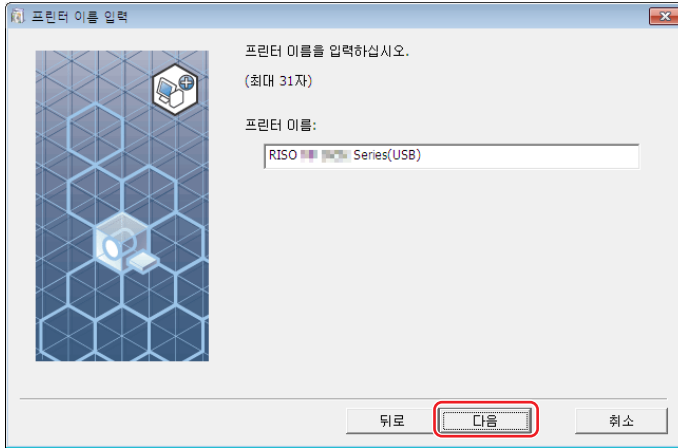 프린터 이름 입력
프린터 이름을 입력하십시오.
(최대 31자)
프린터 이름:
RISO Series(USB)
뒤로 다음 취소